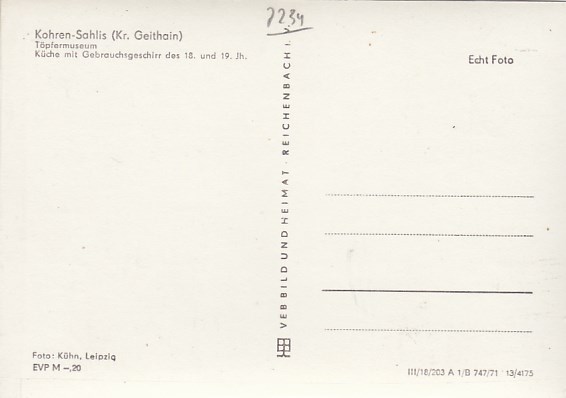 7234
Kohren-Sahlis (Kr. Geithain)
Töpfermuseum
Küche mit Gebrauchsgeschirr des 18. und 19. Jh.
Echt Foto
VEB BILD UND HEIMAT · REICHENBACH i.
Foto: Kühn, Leipzig
EVP M –,20
III/18/203 A 1/B 747/71 13/4175